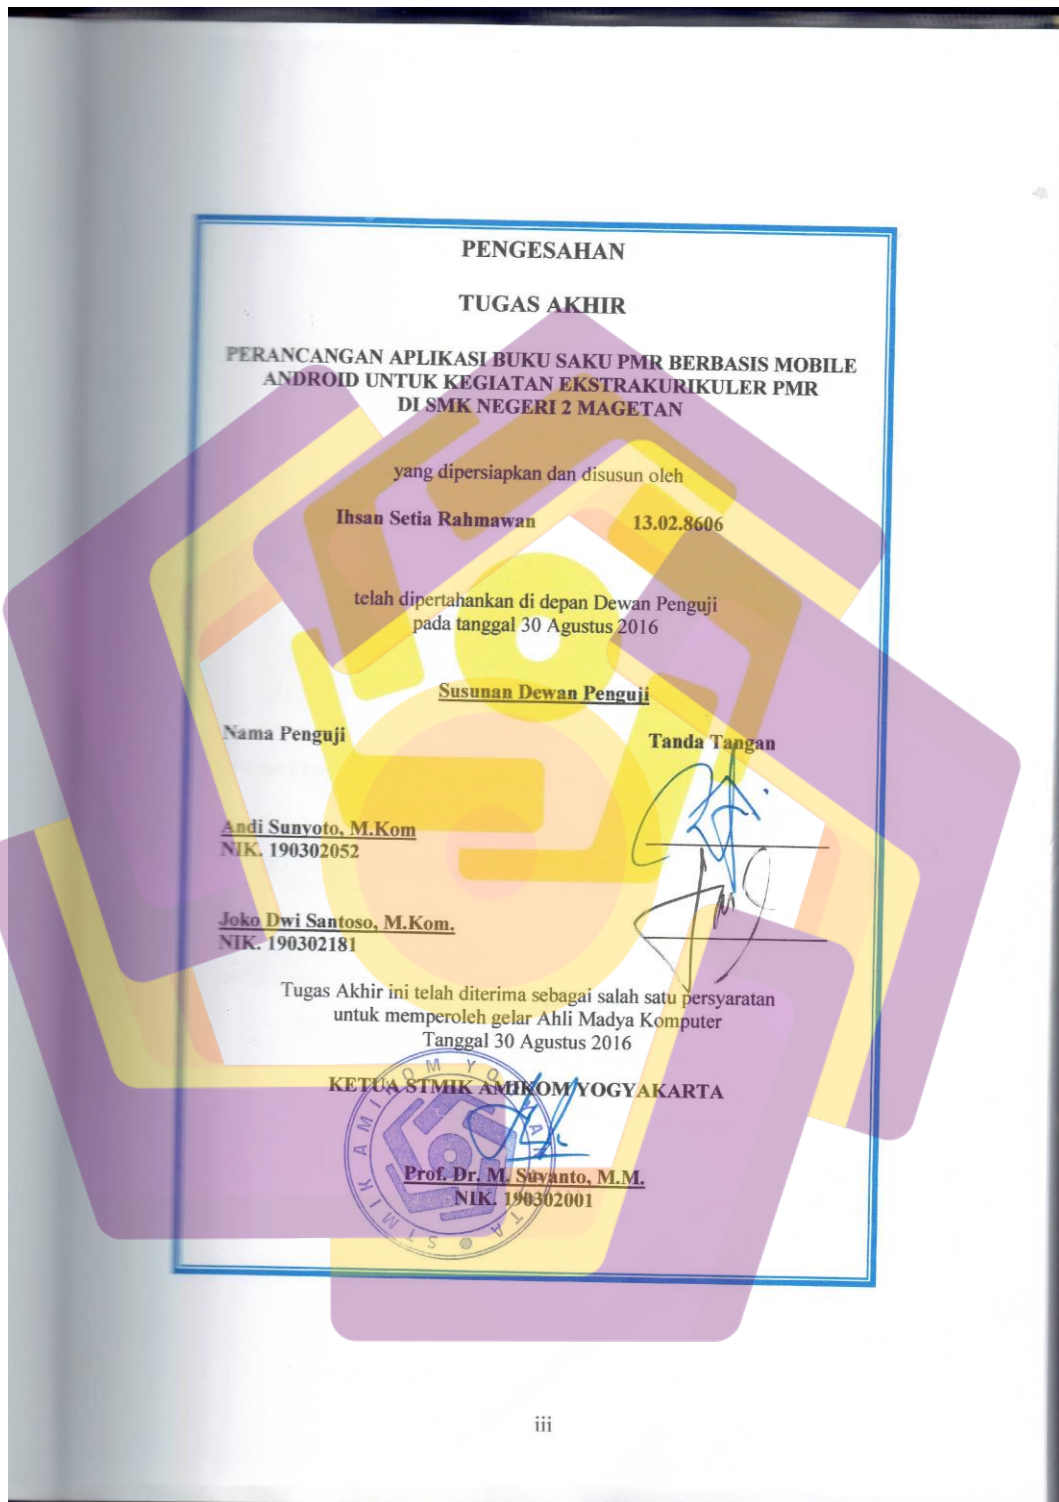 PENGESAHAN
TUGAS AKHIR
PERANCANGAN APLIKASI BUKU SAKU PMR BERBASIS MOBILE
ANDROID UNTUK KEGIATAN EKSTRAKURIKULER PMR
DI SMK NEGERI 2 MAGETAN
yang dipersiapkan dan disusun oleh
Ihsan Setia Rahmawan 13.02.8606
telah dipertahankan di depan Dewan Penguji
pada tanggal 30 Agustus 2016
Susunan Dewan Penguji
Nama Penguji Tanda Tangan
Andi Sunyoto, M.Kom
NIK. 190302052
Joko Dwi Santoso, M.Kom.
NIK. 190302181
Tugas Akhir ini telah diterima sebagai salah satu persyaratan
untuk memperoleh gelar Ahli Madya Komputer
Tanggal 30 Agustus 2016
KETUA STMIK AMIKOM YOGYAKARTA
Prof. Dr. M. Suyanto, M.M.
NIK. 190302001
STMIK AMIKOM YOGYAKARTA
iii